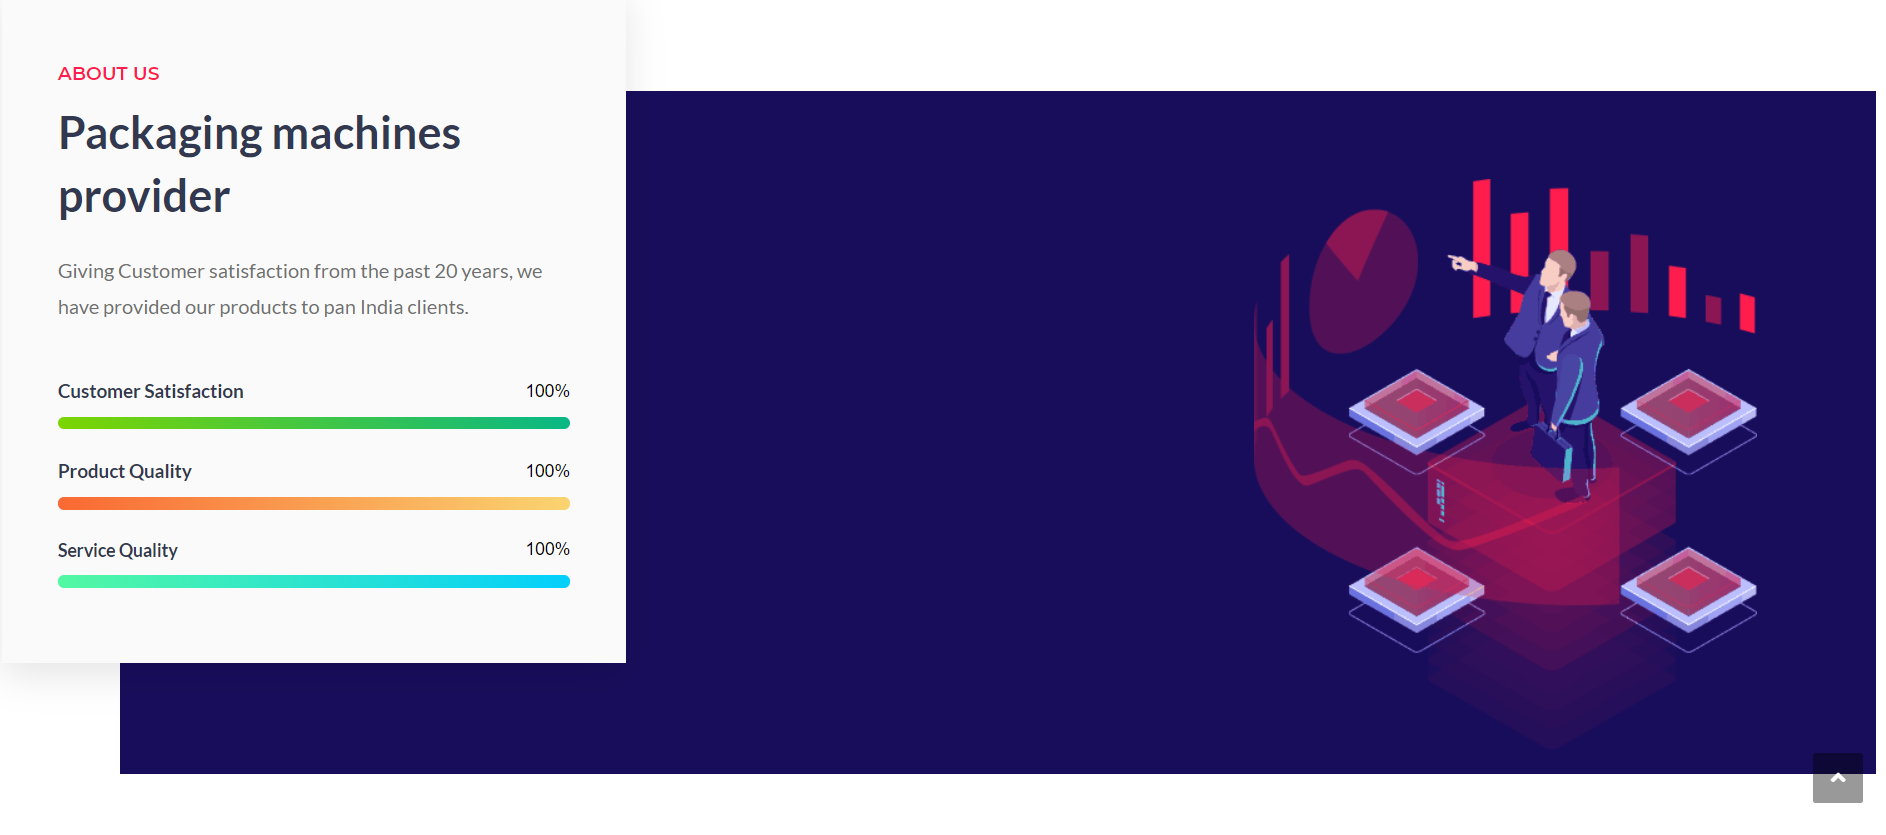 ABOUT US
Packaging machines
provider
Giving Customer satisfaction from the past 20 years, we
have provided our products to pan India clients.
Customer Satisfaction 100%
Product Quality 100%
Service Quality 100%